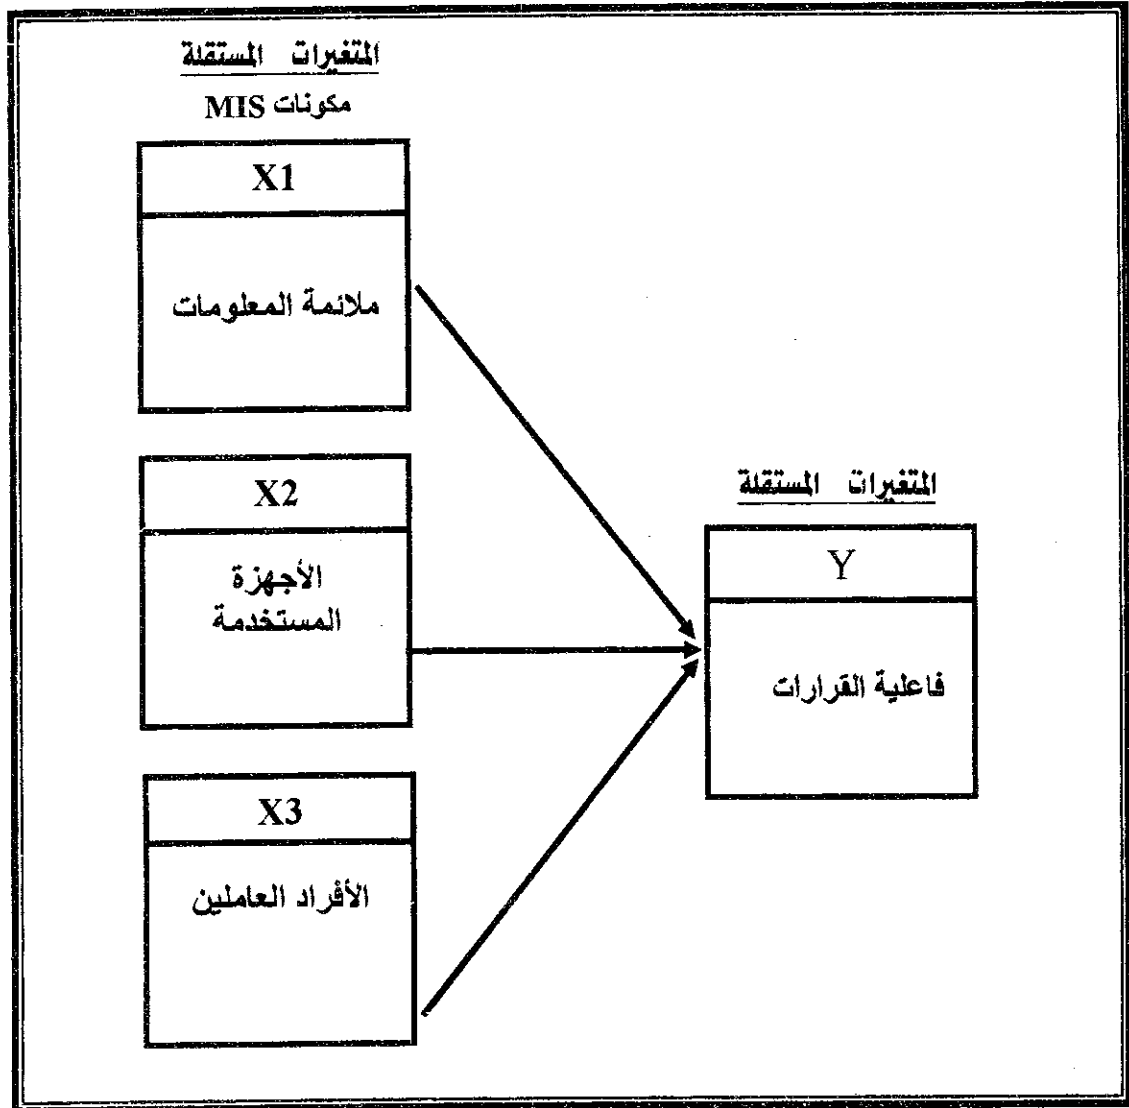 المتغيرات المستقلة
مكونات MIS
X1
ملائمة المعلومات
X2
الأجهزة
المستخدمة
X3
الأفراد العاملين
المتغيرات المستقلة
Y
فاعلية القرارات